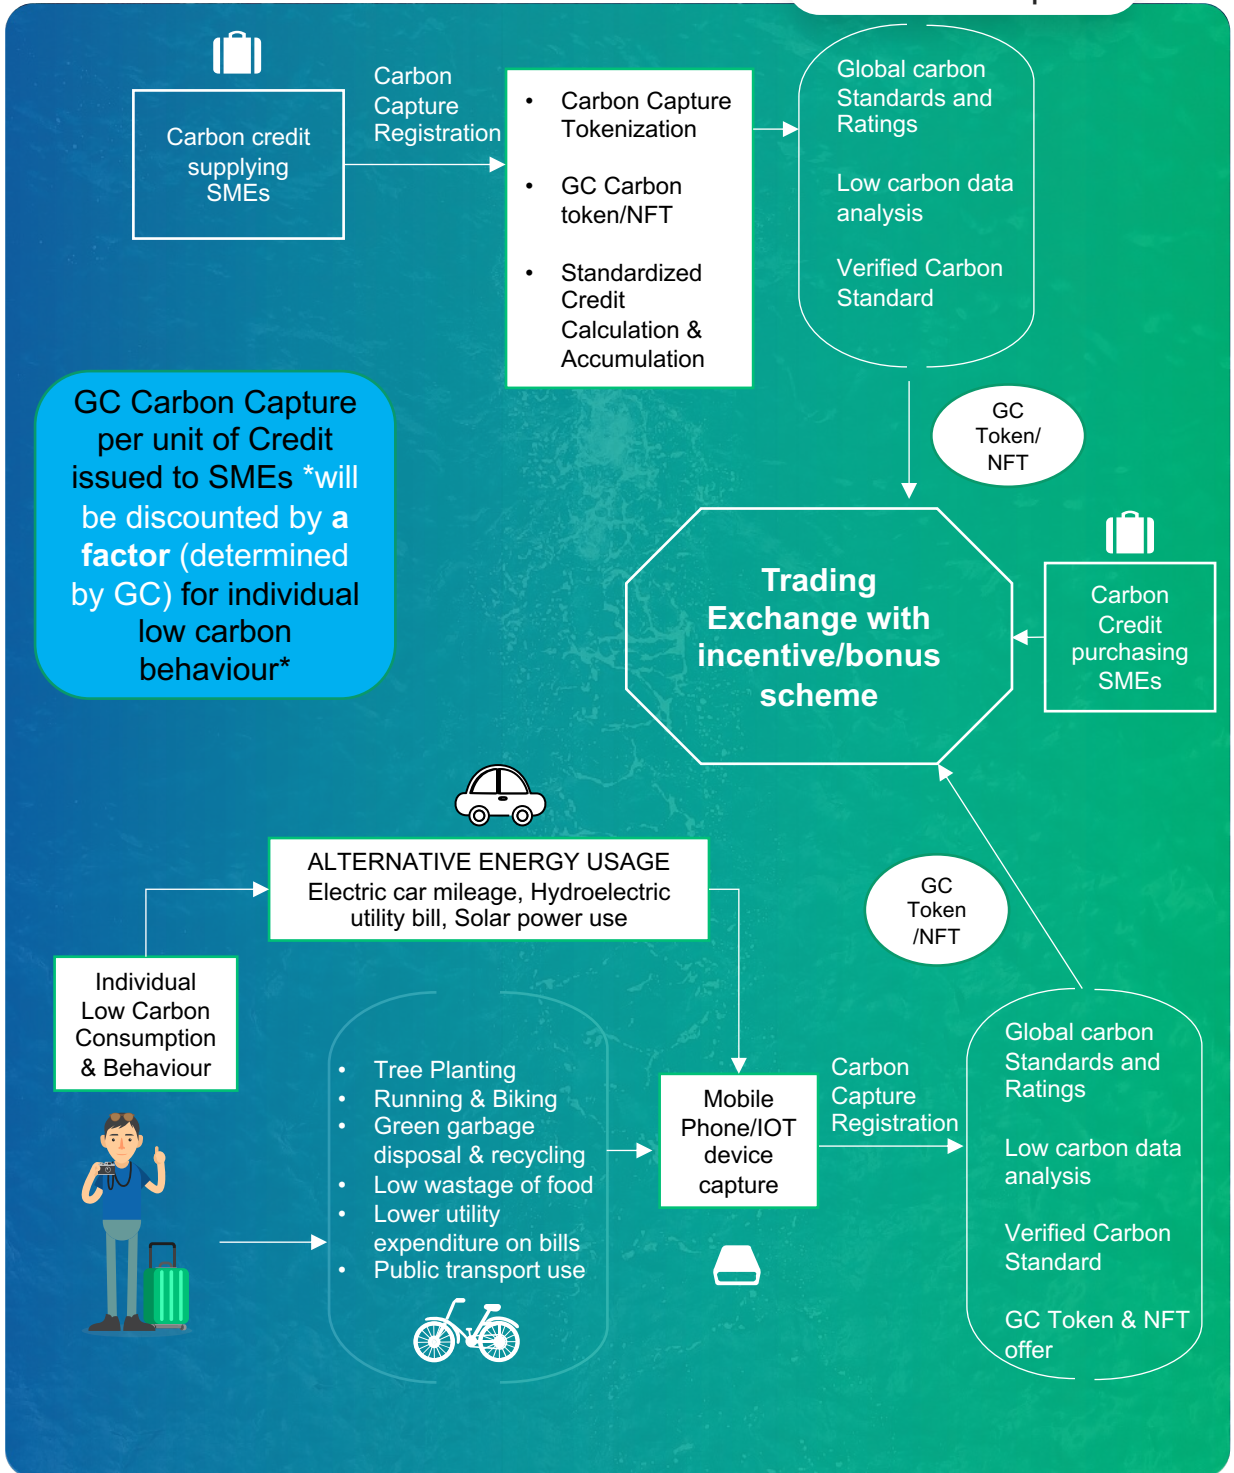 Carbon credit
supplying
SMEs
Carbon
Capture
Registration
• Carbon Capture
Tokenization
• GC Carbon
token/NFT
• Standardized
Credit
Calculation &
Accumulation
Global carbon
Standards and
Ratings
Low carbon data
analysis
Verified Carbon
Standard
GC Carbon Capture
per unit of Credit
issued to SMEs *will
be discounted by a
factor (determined
by GC) for individual
low carbon
behaviour*
GC
Token/
NFT
Trading
Exchange with
incentive/bonus
scheme
Carbon
Credit
purchasing
SMEs
ALTERNATIVE ENERGY USAGE
Electric car mileage, Hydroelectric
utility bill, Solar power use
GC
Token
/NFT
Individual
Low Carbon
Consumption
& Behaviour
• Tree Planting
• Running & Biking
• Green garbage
disposal & recycling
• Low wastage of food
• Lower utility
expenditure on bills
• Public transport use
Mobile
Phone/IOT
device
capture
Carbon
Capture
Registration
Global carbon
Standards and
Ratings
Low carbon data
analysis
Verified Carbon
Standard
GC Token & NFT
offer